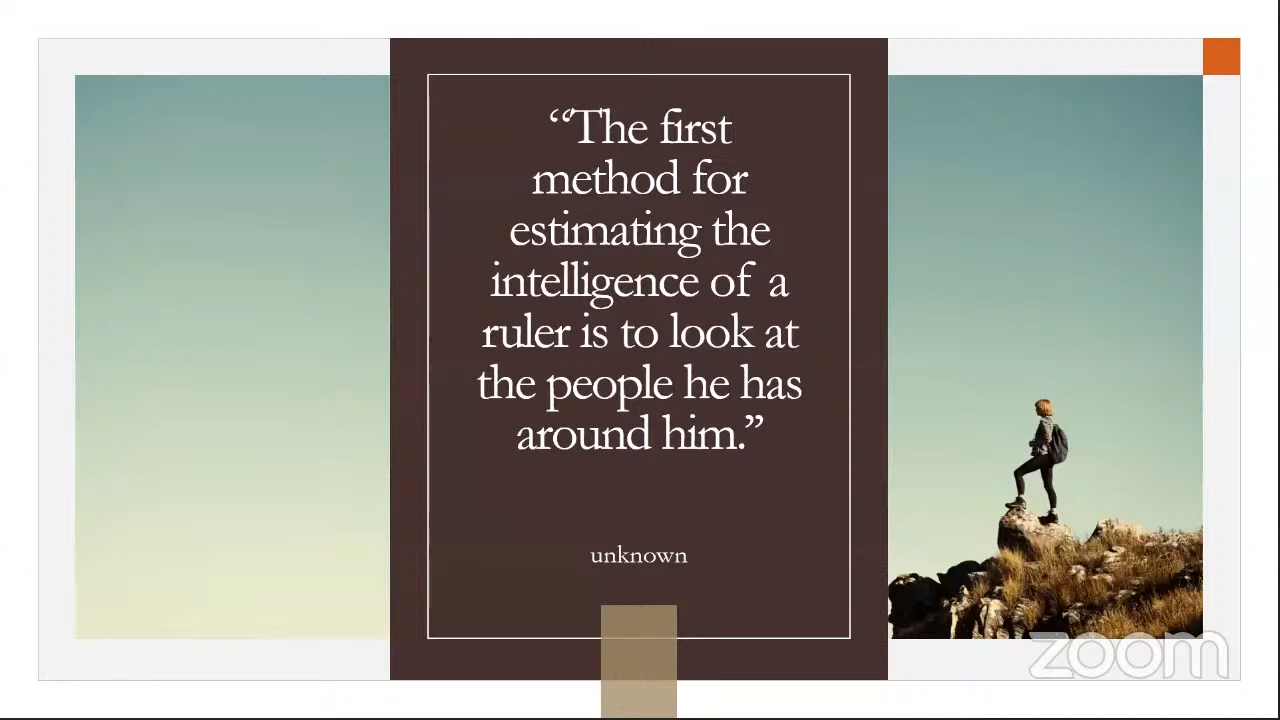 “The first
method for
estimating the
intelligence of a
ruler is to look at
the people he has
around him.”
unknown
zoom